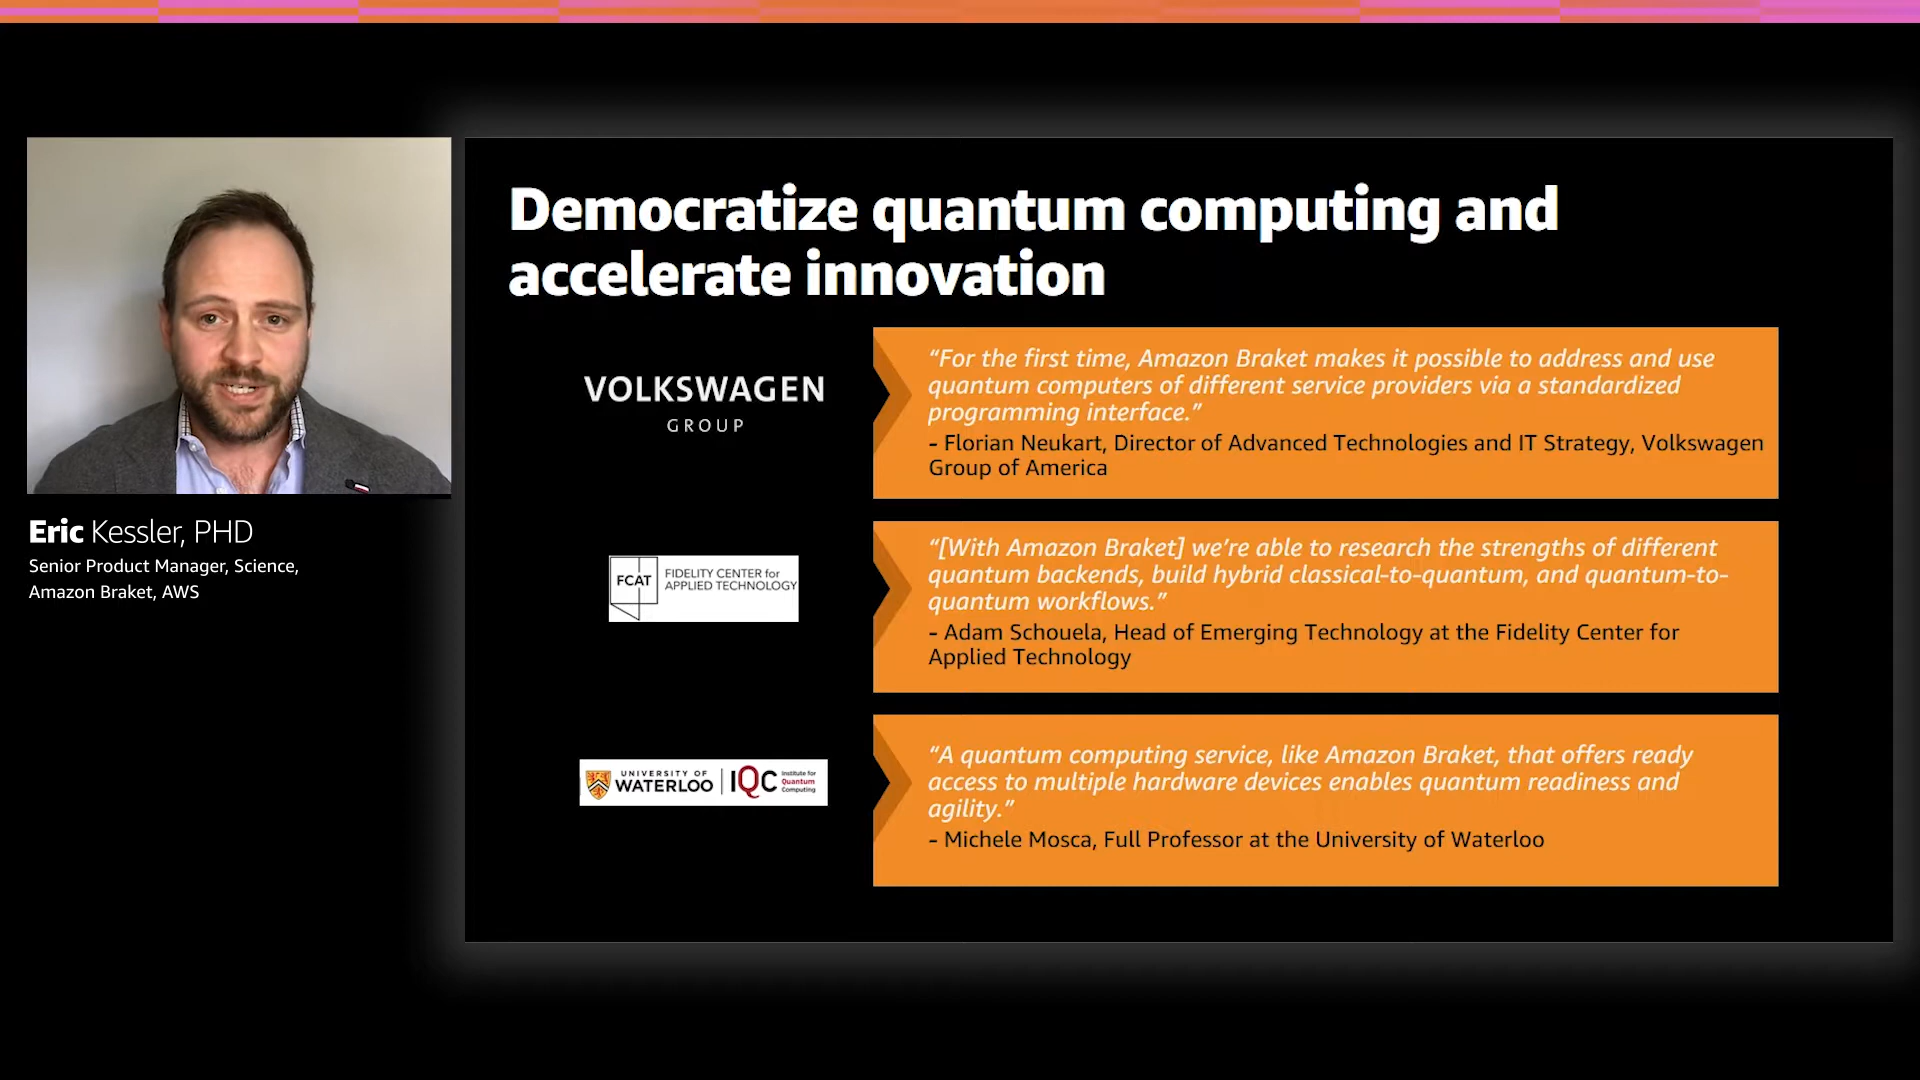 Democratize quantum computing and
accelerate innovation
VOLKSWAGEN
GROUP
“For the first time, Amazon Braket makes it possible to address and use
quantum computers of different service providers via a standardized
programming interface.”
- Florian Neukart, Director of Advanced Technologies and IT Strategy, Volkswagen
Group of America
Eric Kessler, PHD
Senior Product Manager, Science,
Amazon Braket, AWS
FCAT
FIDELITY CENTER for
APPLIED TECHNOLOGY
“[With Amazon Braket] we’re able to research the strengths of different
quantum backends, build hybrid classical-to-quantum, and quantum-to-
quantum workflows.”
- Adam Schouela, Head of Emerging Technology at the Fidelity Center for
Applied Technology
UNIVERSITY OF
WATERLOO
IQC
Institute for
Quantum
Computing
“A quantum computing service, like Amazon Braket, that offers ready
access to multiple hardware devices enables quantum readiness and
agility.”
- Michele Mosca, Full Professor at the University of Waterloo